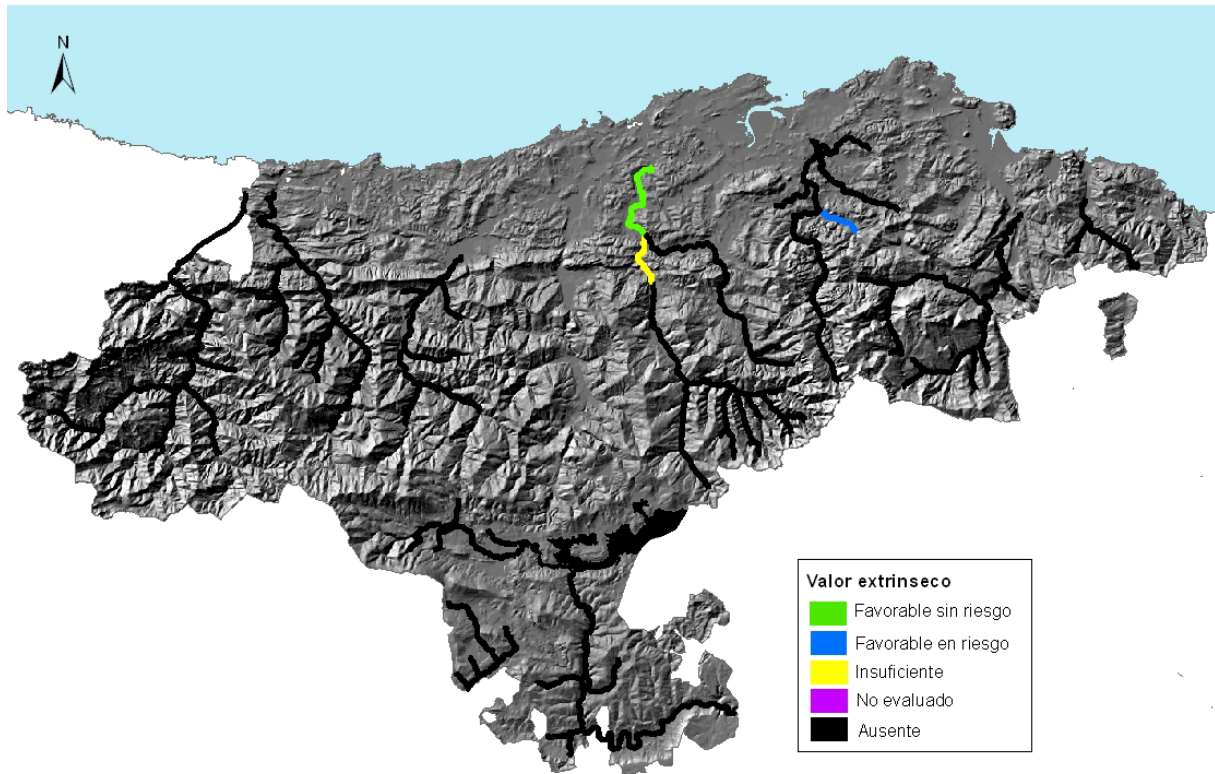 N
Valor extrinseco
Favorable sin riesgo
Favorable en riesgo
Insuficiente
No evaluado
Ausente